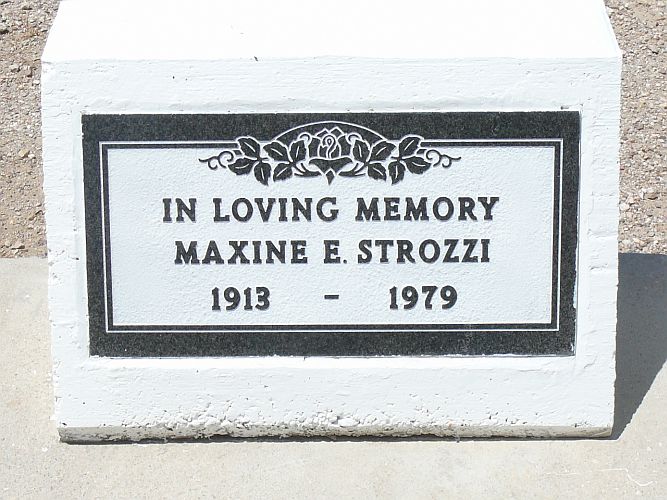 IN LOVING MEMORY
MAXINE E. STROZZI
1913 - 1979